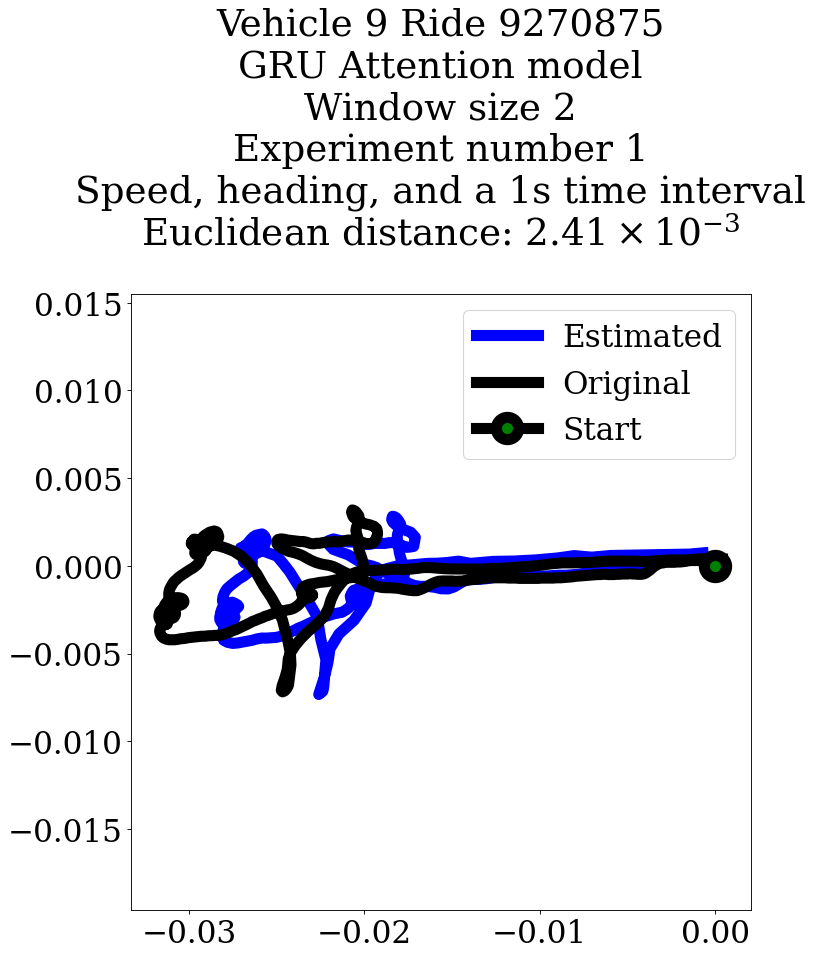 Vehicle 9 Ride 9270875
GRU Attention model
Window size 2
Experiment number 1
Speed, heading, and a 1s time interval
Euclidean distance: 2.41 × 10⁻³
Estimated
Original
Start
0.015
0.010
0.005
0.000
−0.005
−0.010
−0.015
−0.03
−0.02
−0.01
0.00